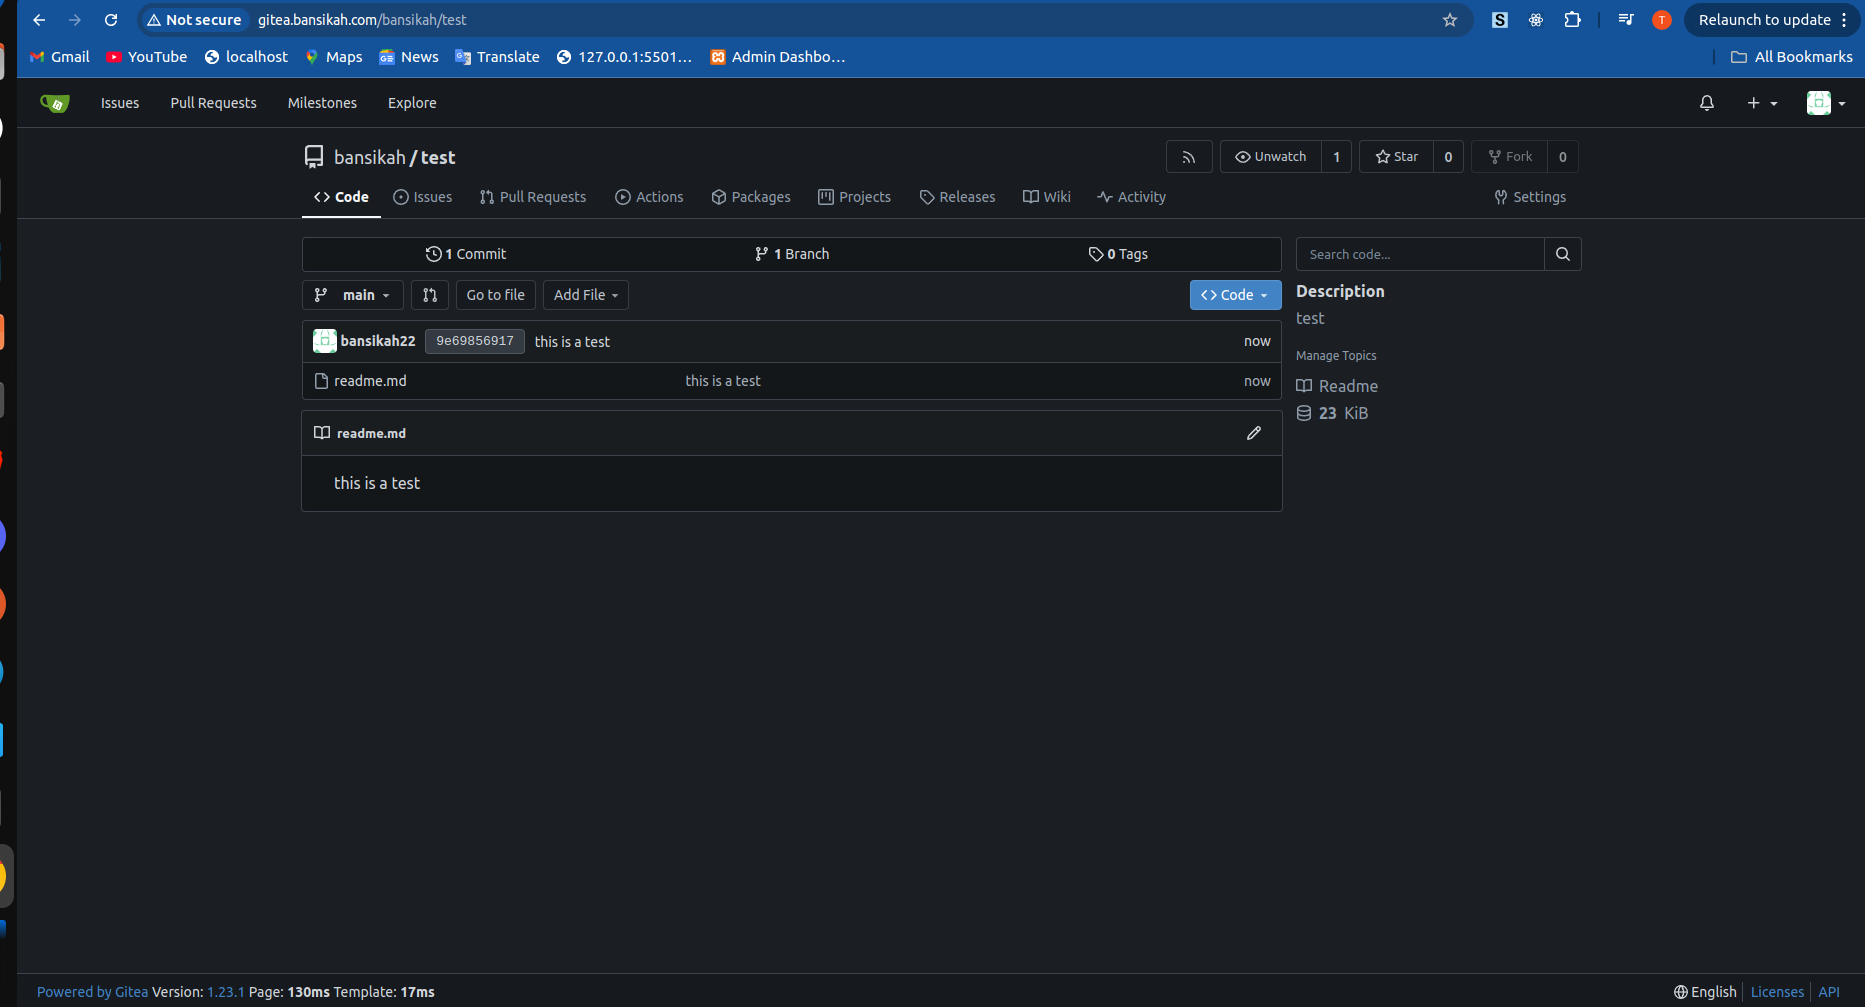 Not secure gitea.bansikah.com/bansikah/test S T Relaunch to update
Gmail YouTube localhost Maps News Translate 127.0.0.1:5501... Admin Dashbo... All Bookmarks
Issues Pull Requests Milestones Explore
bansikah / test Unwatch 1 Star 0 Fork 0
Code Issues Pull Requests Actions Packages Projects Releases Wiki Activity Settings
1 Commit 1 Branch 0 Tags Search code...
main Go to file Add File Code Description
test
bansikah22 9e69856917 this is a test now
Manage Topics
readme.md this is a test now
Readme
23 KiB
readme.md
this is a test
Powered by Gitea Version: 1.23.1 Page: 130ms Template: 17ms English Licenses API